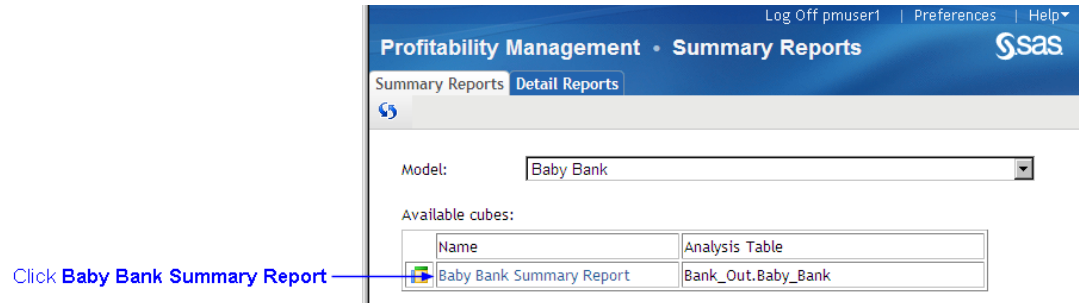 Log Off pmuser1 | Preferences | Help
Profitability Management • Summary Reports
sas
Summary Reports Detail Reports
Model: Baby Bank
Available cubes:
Name Analysis Table
Click Baby Bank Summary Report Baby Bank Summary Report Bank_Out.Baby_Bank